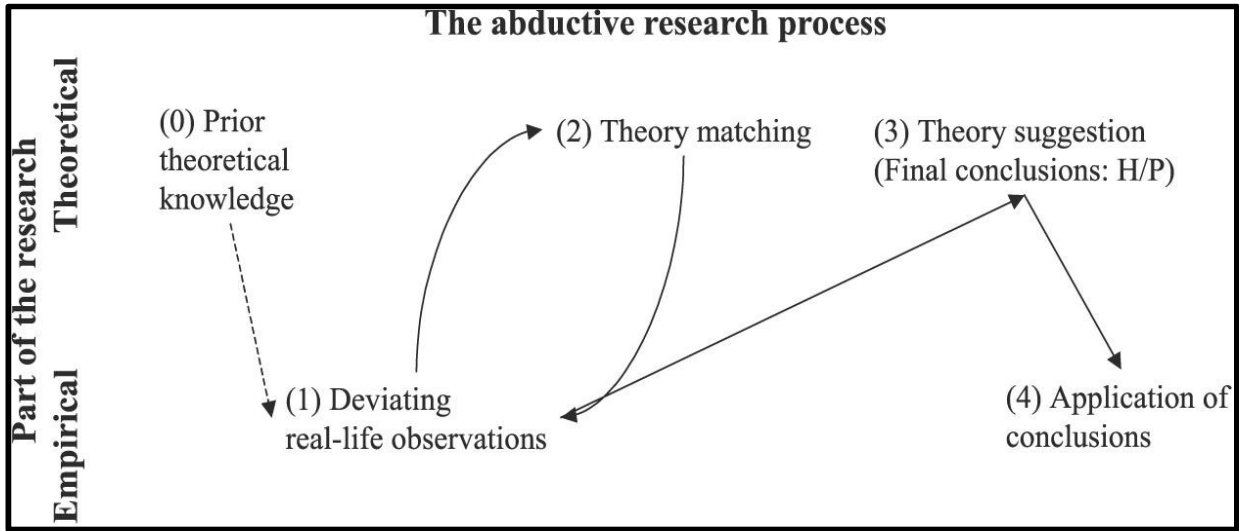 The abductive research process
Part of the research
Theoretical
Empirical
(0) Prior
theoretical
knowledge
(2) Theory matching
(3) Theory suggestion
(Final conclusions: H/P)
(1) Deviating
real-life observations
(4) Application of
conclusions